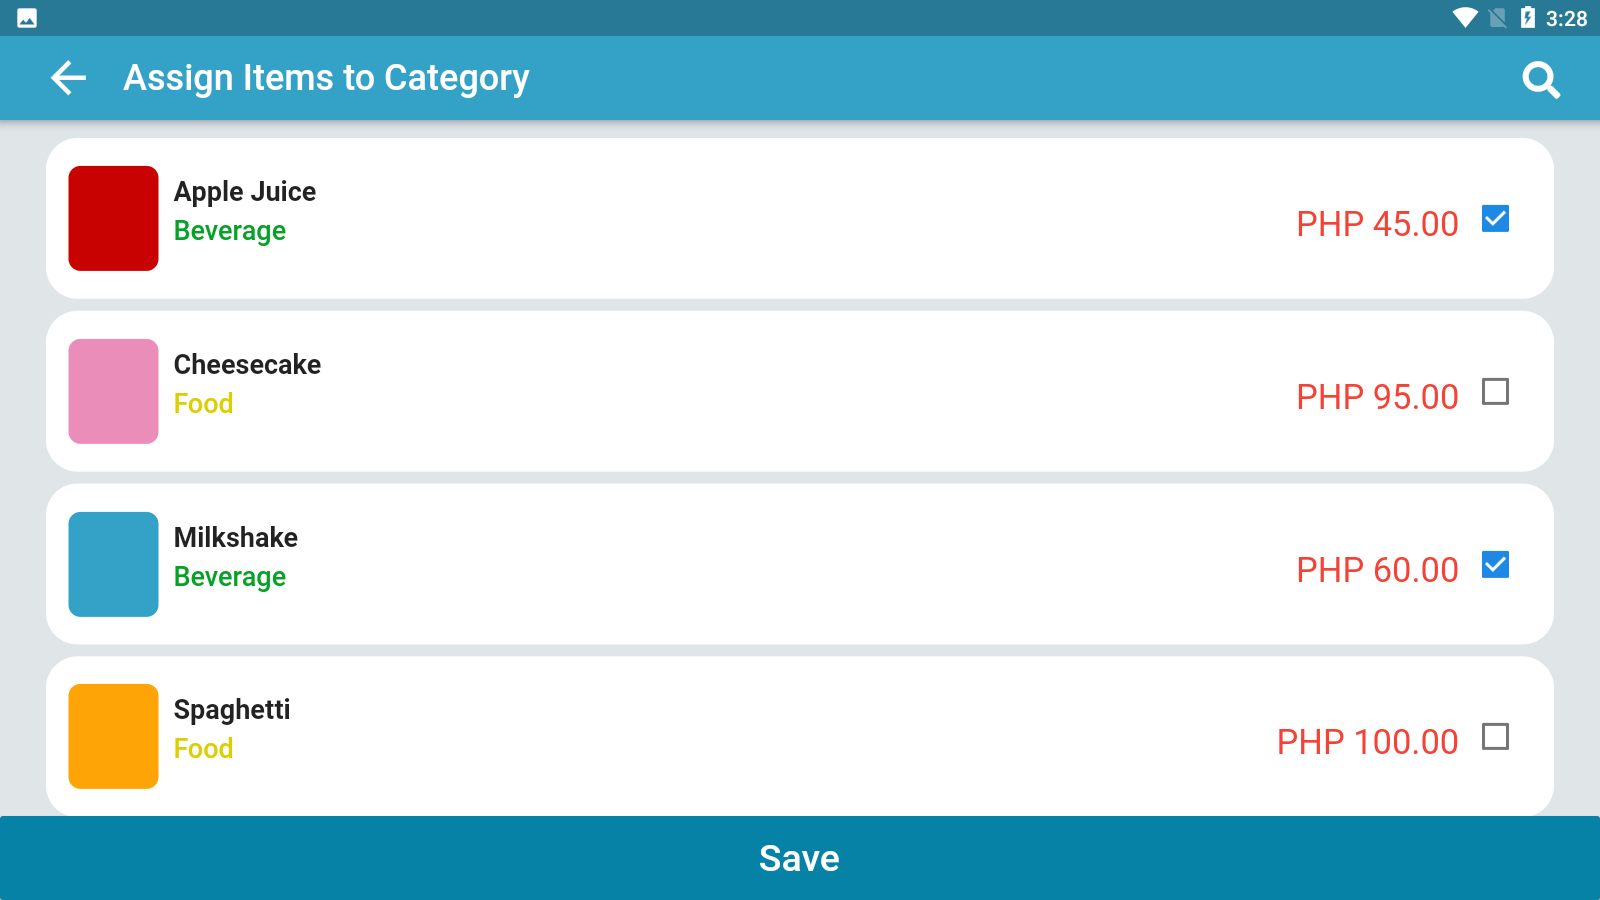 3:28
Assign Items to Category
Apple Juice
Beverage
PHP 45.00
Cheesecake
Food
PHP 95.00
Milkshake
Beverage
PHP 60.00
Spaghetti
Food
PHP 100.00
Save